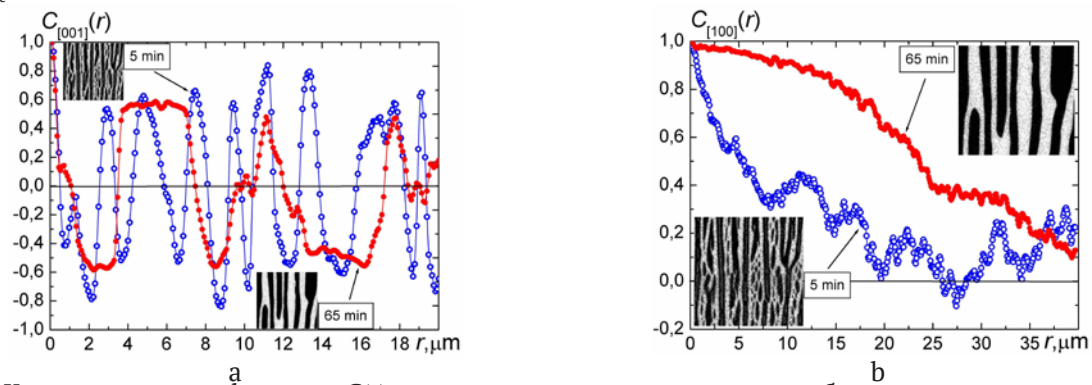 C[001](r)
1,0
0,8
0,6
0,4
0,2
0,0
-0,2
-0,4
-0,6
-0,8
-1,0
5 min
65 min
0 2 4 6 8 10 12 14 16 18 r,μm
a
C[100](r)
1,0
0,8
0,6
0,4
0,2
0,0
-0,2
65 min
5 min
0 5 10 15 20 25 30 35 r,μm
b